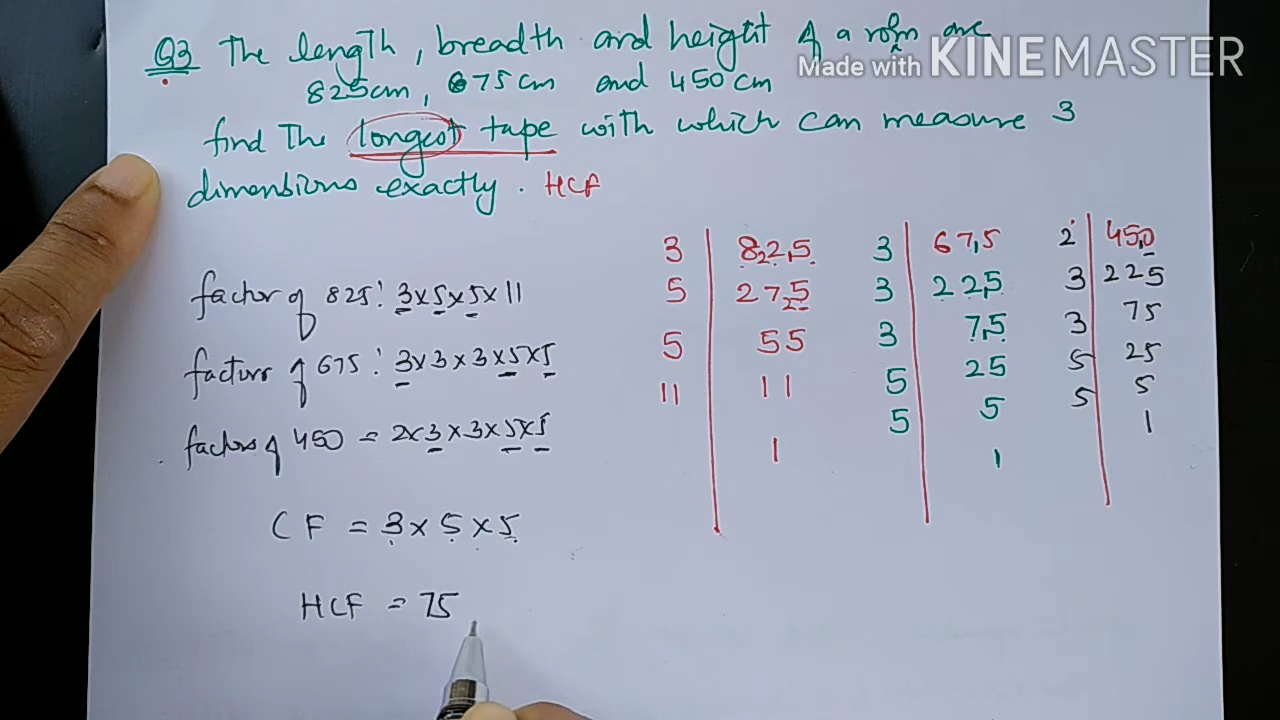 Q3 The length, breadth and height of a room are
Made with KINEMASTER
825cm, 675cm and 450cm
find the longest tape with which can measure 3
dimensions exactly. HCF
factor of 825: 3×5×5×11
factors of 675: 3×3×3×5×5
factors of 450 = 2×3×3×5×5
CF = 3×5×5
HCF = 75
3 825
5 275
5 55
11 11
1
3 675
3 225
3 75
5 25
5 5
1
2 450
3 225
3 75
5 25
5 5
1